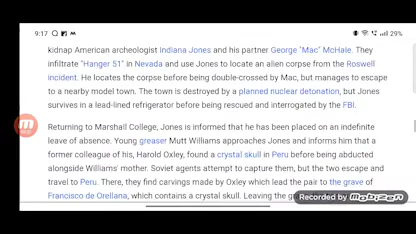 9:17 29%
kidnap American archeologist Indiana Jones and his partner George "Mac" McHale. They
infiltrate "Hanger 51" in Nevada and use Jones to locate an alien corpse from the Roswell
incident. He locates the corpse before being double-crossed by Mac, but manages to escape
to a nearby model town. The town is destroyed by a planned nuclear detonation, but Jones
survives in a lead-lined refrigerator before being rescued and interrogated by the FBI.
Returning to Marshall College, Jones is informed that he has been placed on an indefinite
leave of absence. Young greaser Mutt Williams approaches Jones and informs him that a
former colleague of his, Harold Oxley, found a crystal skull in Peru before being abducted
alongside Williams' mother. Soviet agents attempt to capture them, but the two escape and
travel to Peru. There, they find carvings made by Oxley which lead the pair to the grave of
Francisco de Orellana, which contains a crystal skull. Leaving the
Recorded by Mobizen